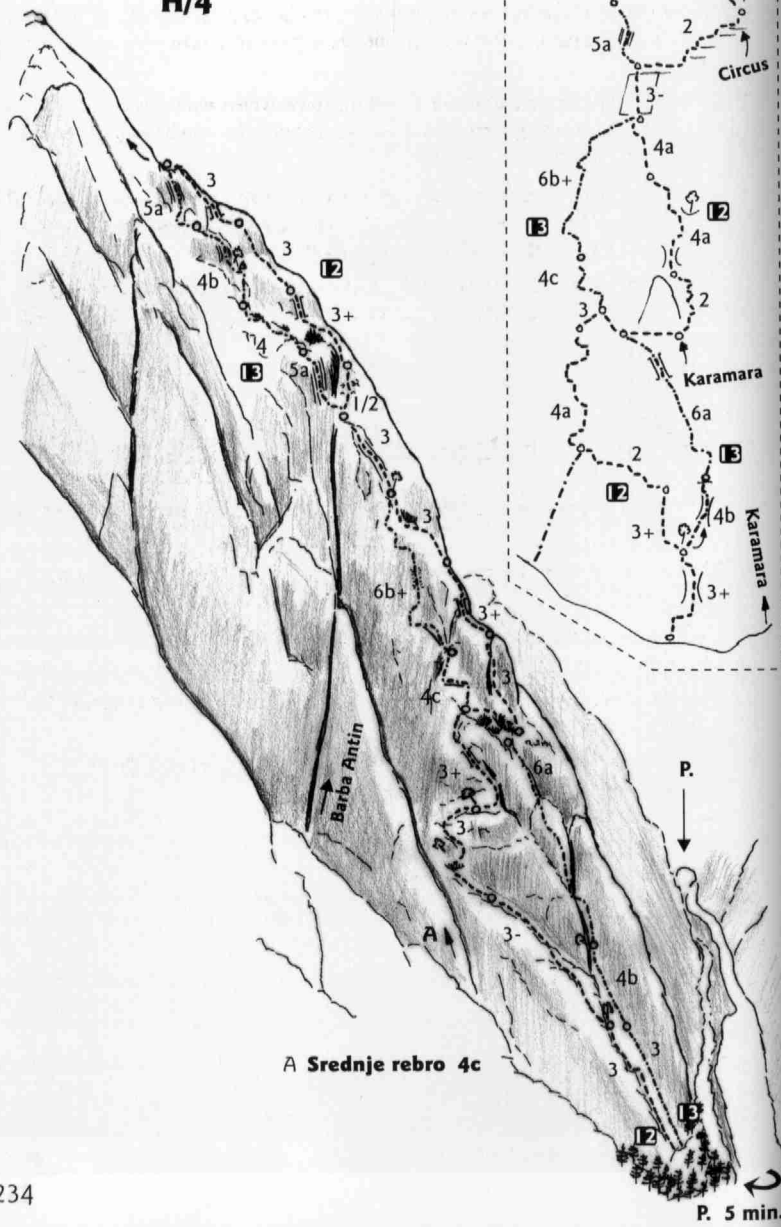 H/4
5a
2
Circus
3-
4a
6b+
12
13
4a
4c
2
3
Karamara
6a
4a
13
2
12
4b
3+
Karamara
3+
3
5a
3
12
4b
3+
4
13
5a
1/2
3
3
6b+
3+
3
4c
6a
3+
Barba Antin
P.
3-
A
3-
4b
A Srednje rebro 4c
3
3
13
12
234
P. 5 min.